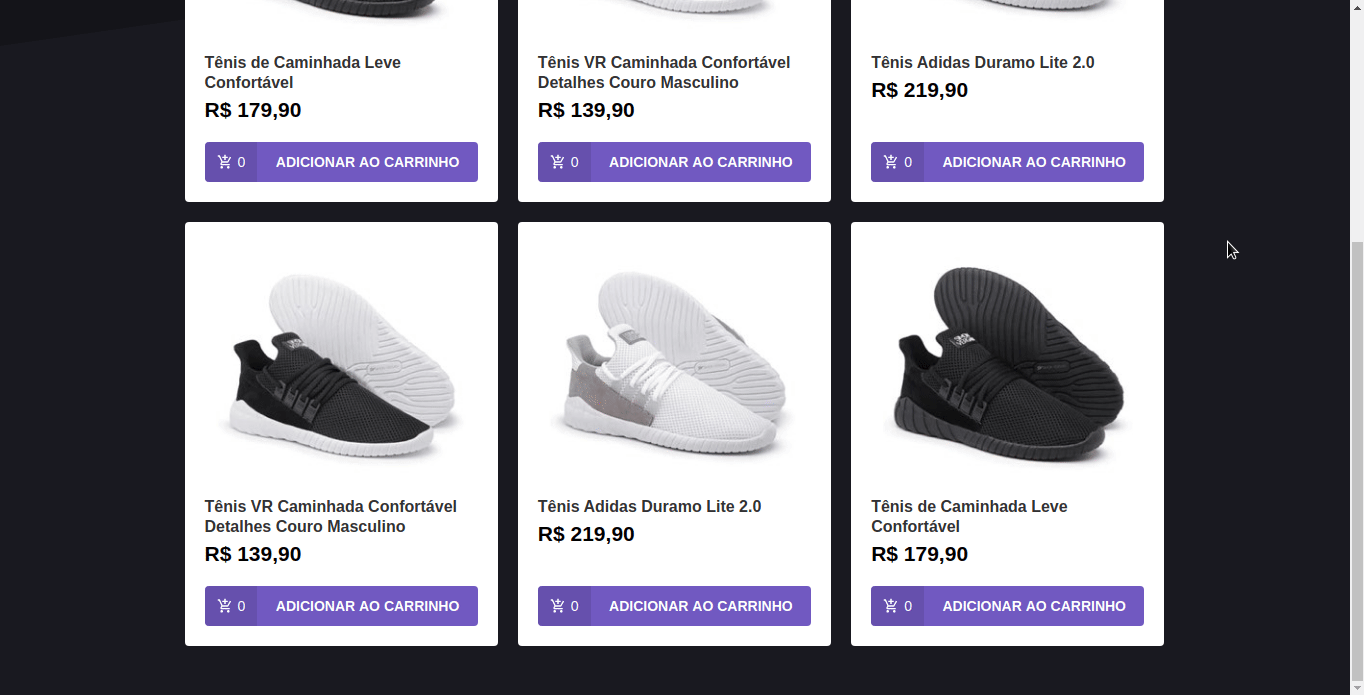 Tênis de Caminhada Leve
Confortável
R$ 179,90
0 ADICIONAR AO CARRINHO
Tênis VR Caminhada Confortável
Detalhes Couro Masculino
R$ 139,90
0 ADICIONAR AO CARRINHO
Tênis Adidas Duramo Lite 2.0
R$ 219,90
0 ADICIONAR AO CARRINHO
Tênis VR Caminhada Confortável
Detalhes Couro Masculino
R$ 139,90
0 ADICIONAR AO CARRINHO
Tênis Adidas Duramo Lite 2.0
R$ 219,90
0 ADICIONAR AO CARRINHO
Tênis de Caminhada Leve
Confortável
R$ 179,90
0 ADICIONAR AO CARRINHO